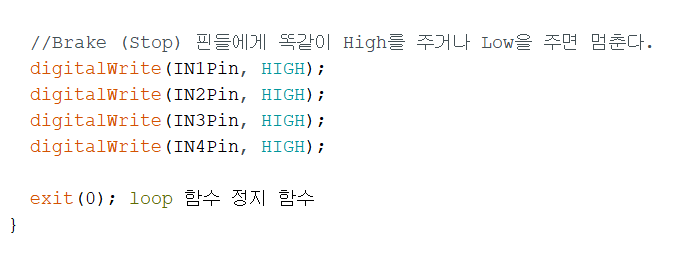 //Brake (Stop) 핀들에게 똑같이 High를 주거나 Low을 주면 멈춘다.
digitalWrite(IN1Pin, HIGH);
digitalWrite(IN2Pin, HIGH);
digitalWrite(IN3Pin, HIGH);
digitalWrite(IN4Pin, HIGH);
exit(0); loop 함수 정지 함수
}